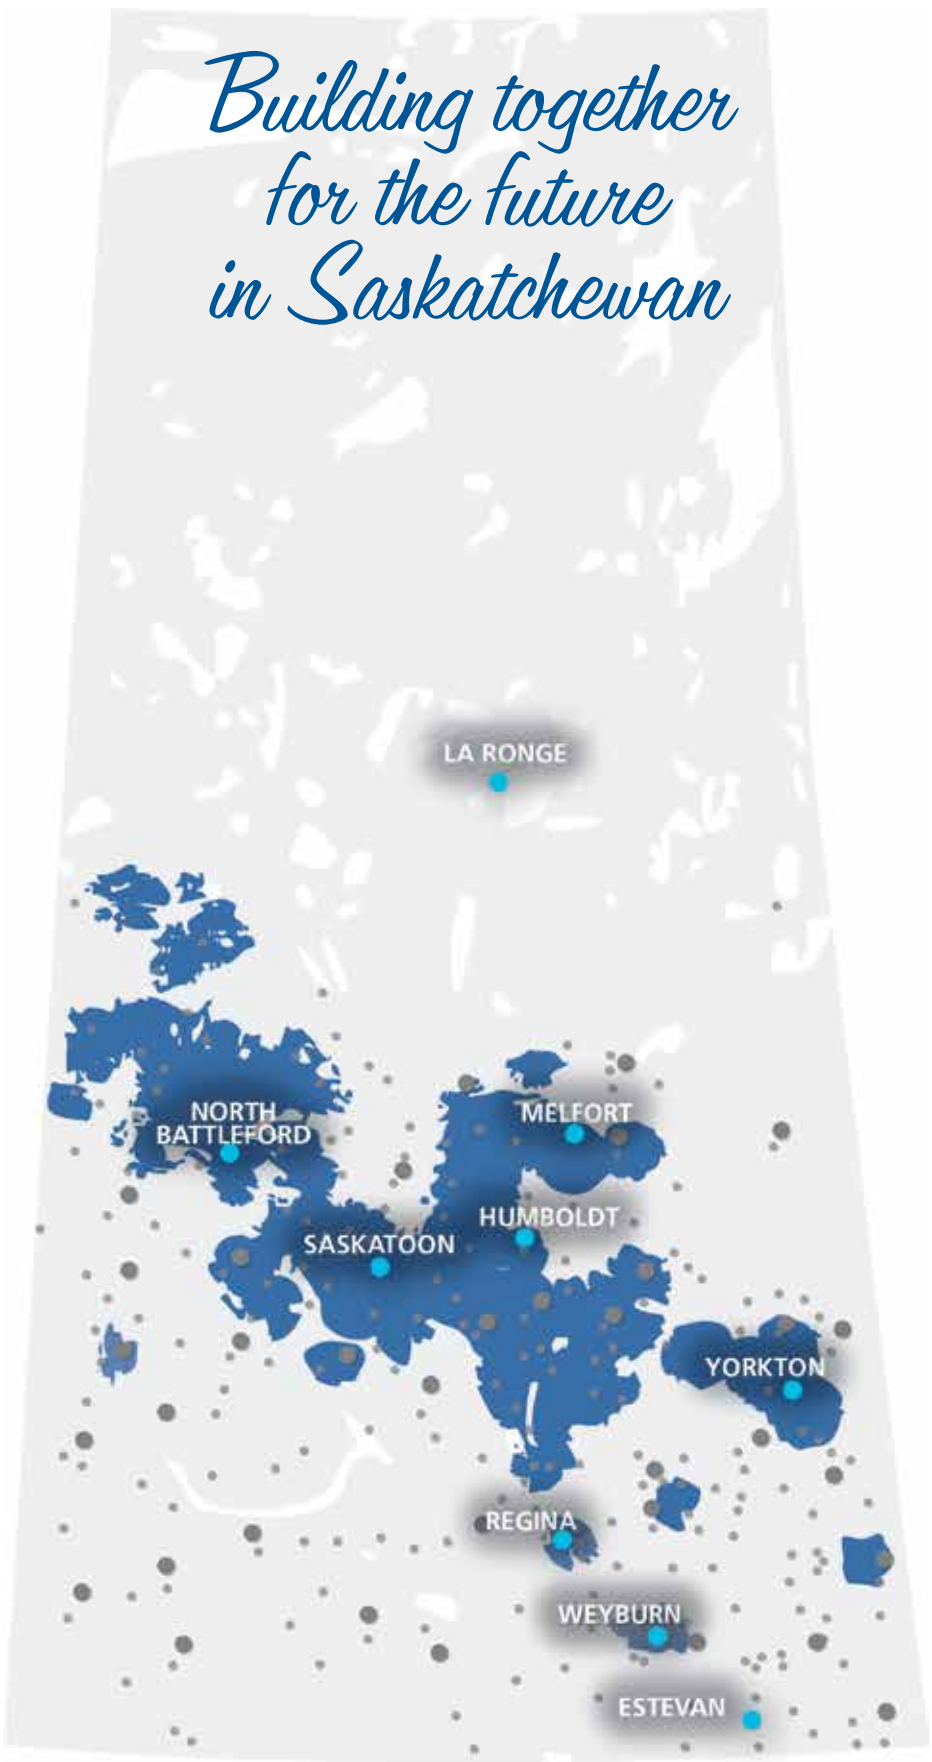 Building together
for the future
in Saskatchewan
LA RONGE
NORTH
BATTLEFORD
MELFORT
HUMBOLDT
SASKATOON
YORKTON
REGINA
WEYBURN
ESTEVAN